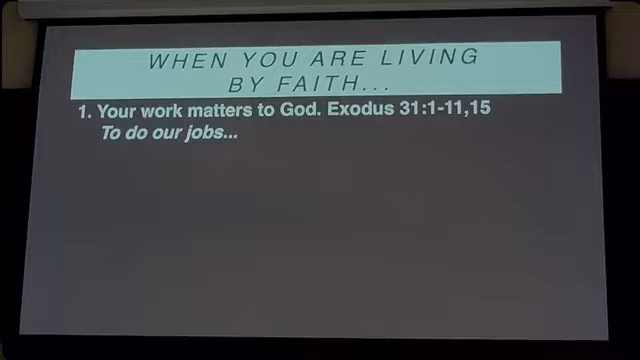 WHEN YOU ARE LIVING
BY FAITH...
1. Your work matters to God. Exodus 31:1-11,15
To do our jobs...